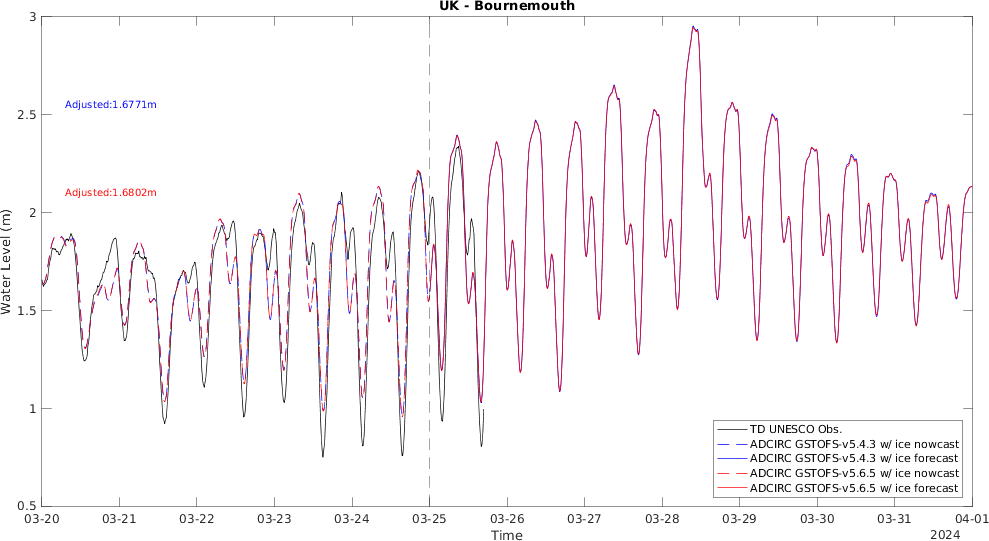 UK - Bournemouth
Water Level (m)
3
2.5
2
1.5
1
0.5
Adjusted:1.6771m
Adjusted:1.6802m
TD UNESCO Obs.
ADCIRC GSTOFS-v5.4.3 w/ ice nowcast
ADCIRC GSTOFS-v5.4.3 w/ ice forecast
ADCIRC GSTOFS-v5.6.5 w/ ice nowcast
ADCIRC GSTOFS-v5.6.5 w/ ice forecast
03-20 03-21 03-22 03-23 03-24 03-25 03-26 03-27 03-28 03-29 03-30 03-31 04-01
Time
2024